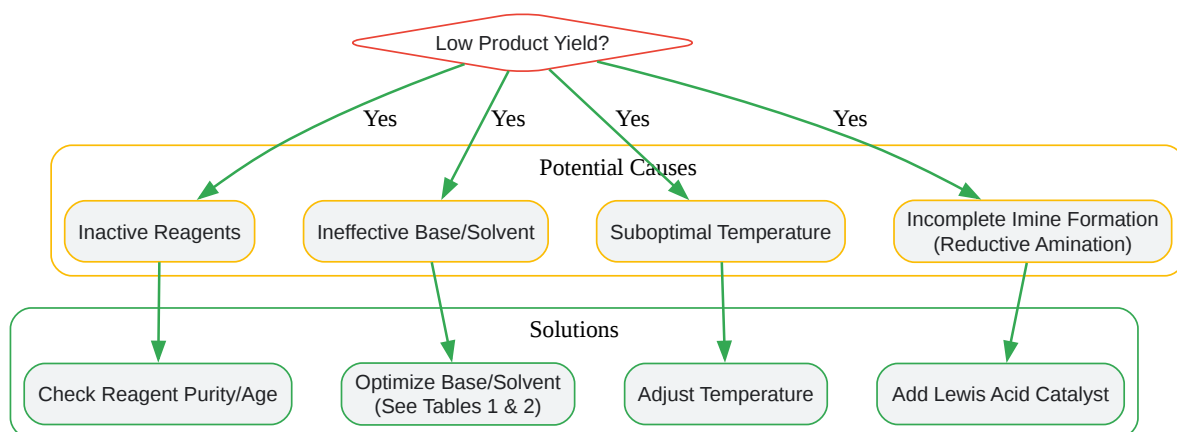 Low Product Yield?
Yes
Yes
Yes
Yes
Potential Causes
Inactive Reagents
Ineffective Base/Solvent
Suboptimal Temperature
Incomplete Imine Formation
(Reductive Amination)
Solutions
Check Reagent Purity/Age
Optimize Base/Solvent
(See Tables 1 & 2)
Adjust Temperature
Add Lewis Acid Catalyst